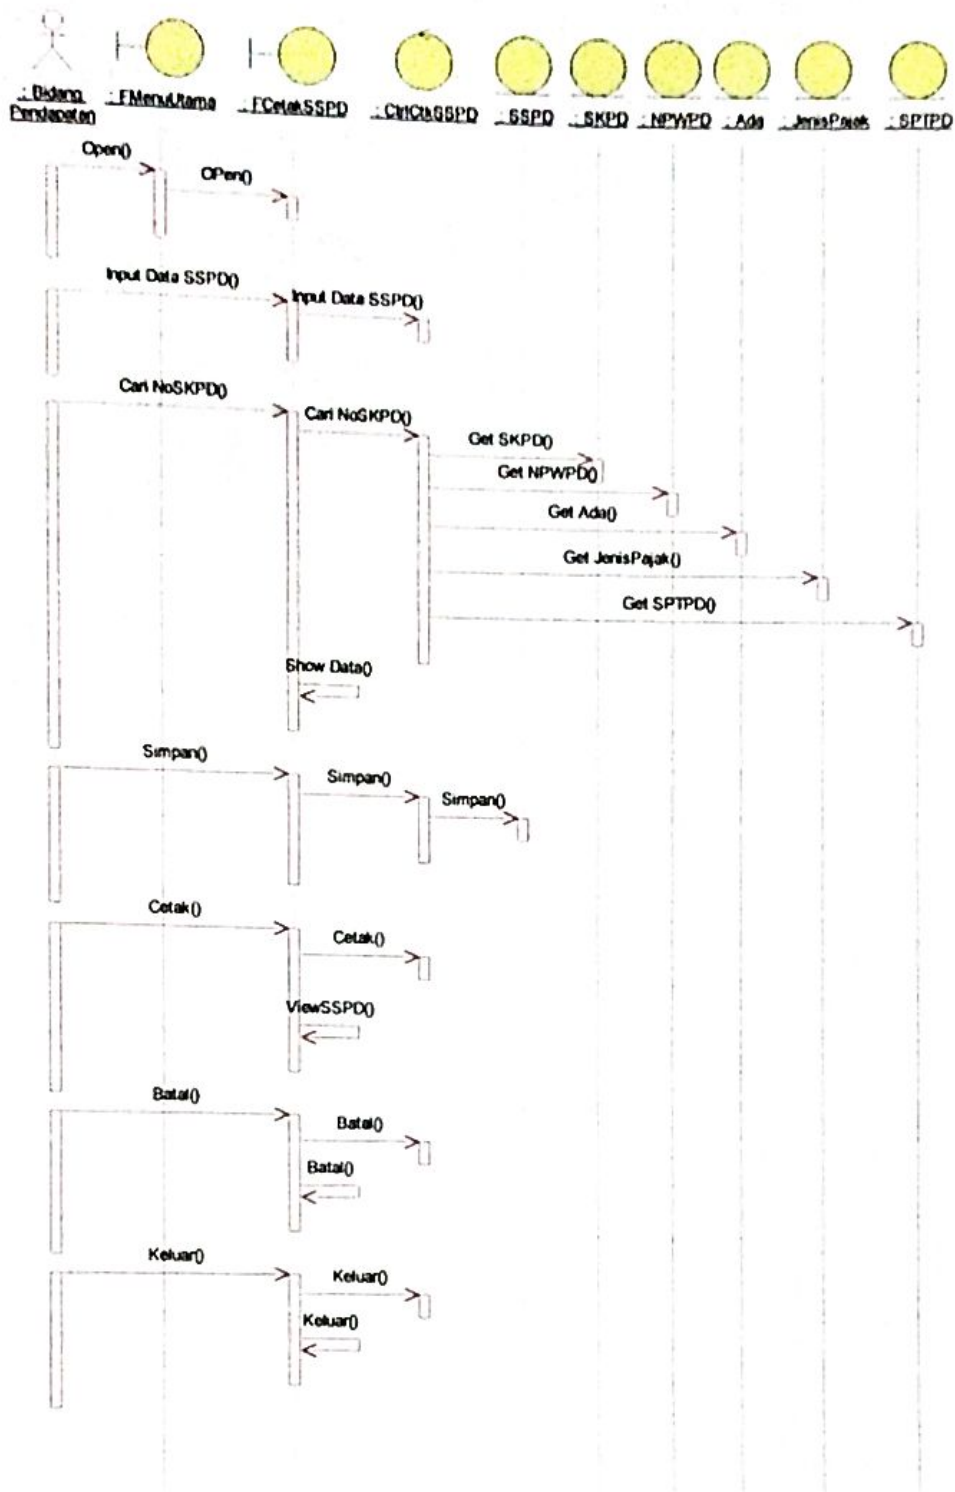 : Bidang
Pendapatan
: FMenuUtama
: FCetakSSPD
: CtrlCtkSSPD
: SSPD
: SKPD
: NPWPD
: Ada
: JenisPajak
: SPTPD
Open()
OPen()
Input Data SSPD()
Input Data SSPD()
Cari NoSKPD()
Cari NoSKPD()
Get SKPD()
Get NPWPD()
Get Ada()
Get JenisPajak()
Get SPTPD()
Show Data()
Simpan()
Simpan()
Simpan()
Cetak()
Cetak()
ViewSSPD()
Batal()
Batal()
Batal()
Keluar()
Keluar()
Keluar()